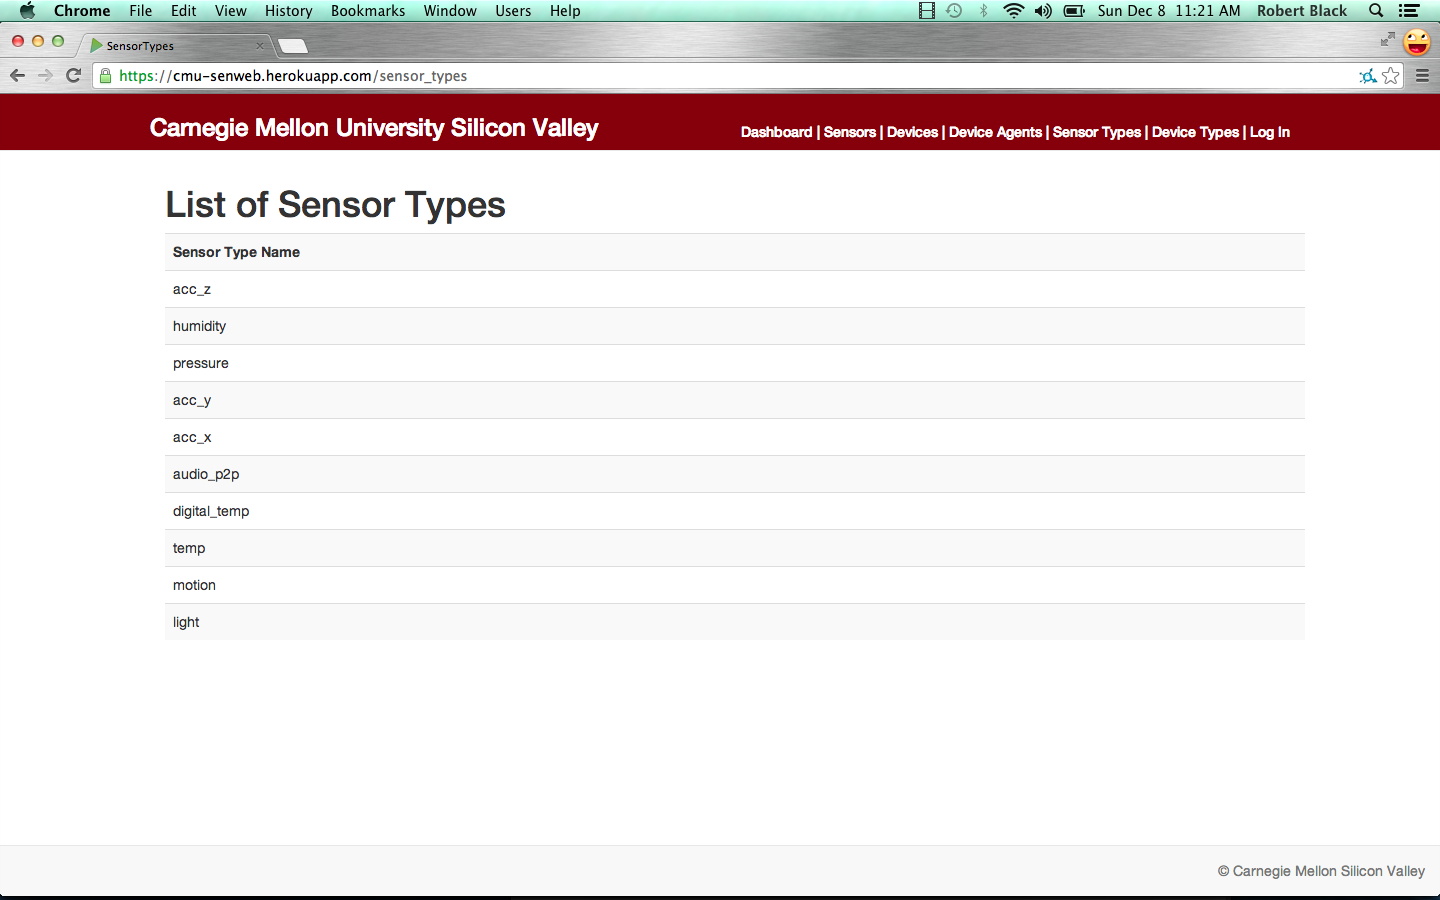 Chrome File Edit View History Bookmarks Window Users Help Sun Dec 8 11:21 AM Robert Black
SensorTypes
https://cmu-senweb.herokuapp.com/sensor_types
Carnegie Mellon University Silicon Valley
Dashboard | Sensors | Devices | Device Agents | Sensor Types | Device Types | Log In
List of Sensor Types
Sensor Type Name
acc_z
humidity
pressure
acc_y
acc_x
audio_p2p
digital_temp
temp
motion
light
© Carnegie Mellon Silicon Valley